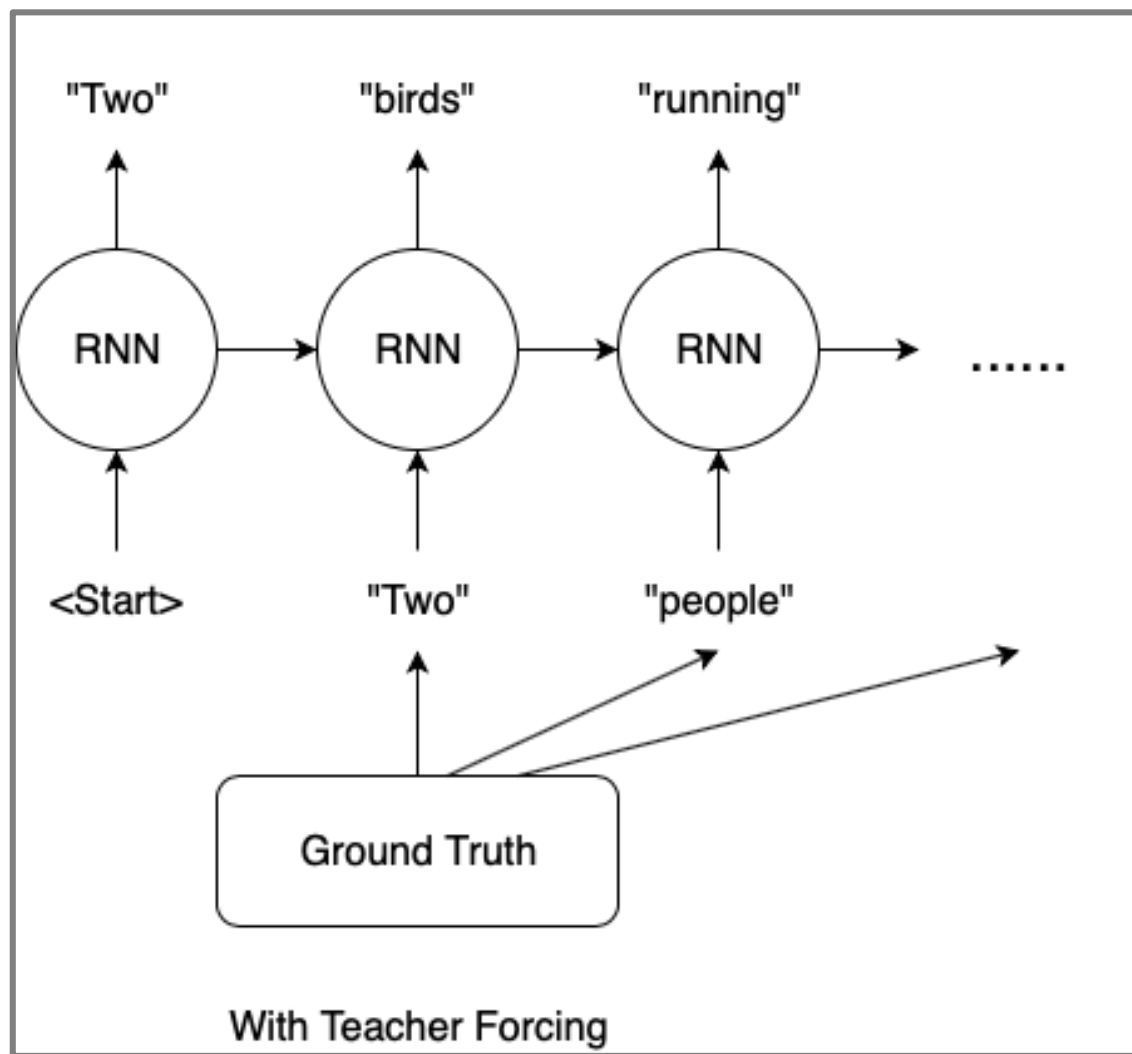 "Two" "birds" "running"
RNN RNN RNN ......
<Start> "Two" "people"
Ground Truth
With Teacher Forcing